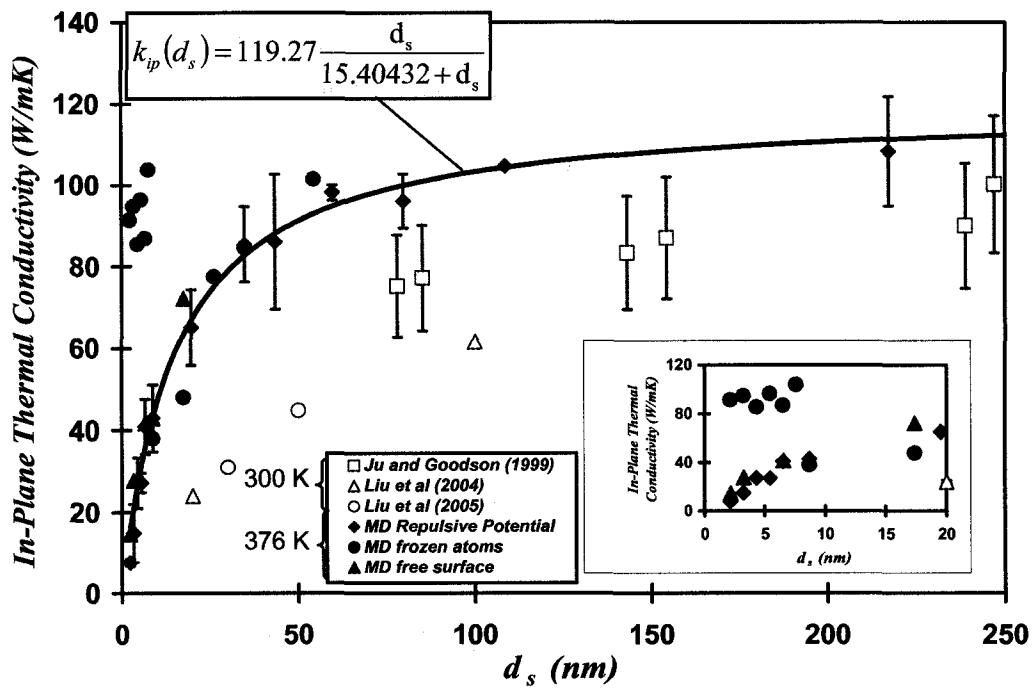 In-Plane Thermal Conductivity (W/mK)
140
120
100
80
60
40
20
0
k_ip(d_s) = 119.27 d_s / (15.40432 + d_s)
300 K
376 K
Ju and Goodson (1999)
Liu et al (2004)
Liu et al (2005)
MD Repulsive Potential
MD frozen atoms
MD free surface
In-Plane Thermal
Conductivity (W/mK)
120
80
40
0
0 5 10 15 20
d_s (nm)
0 50 100 150 200 250
d_s (nm)